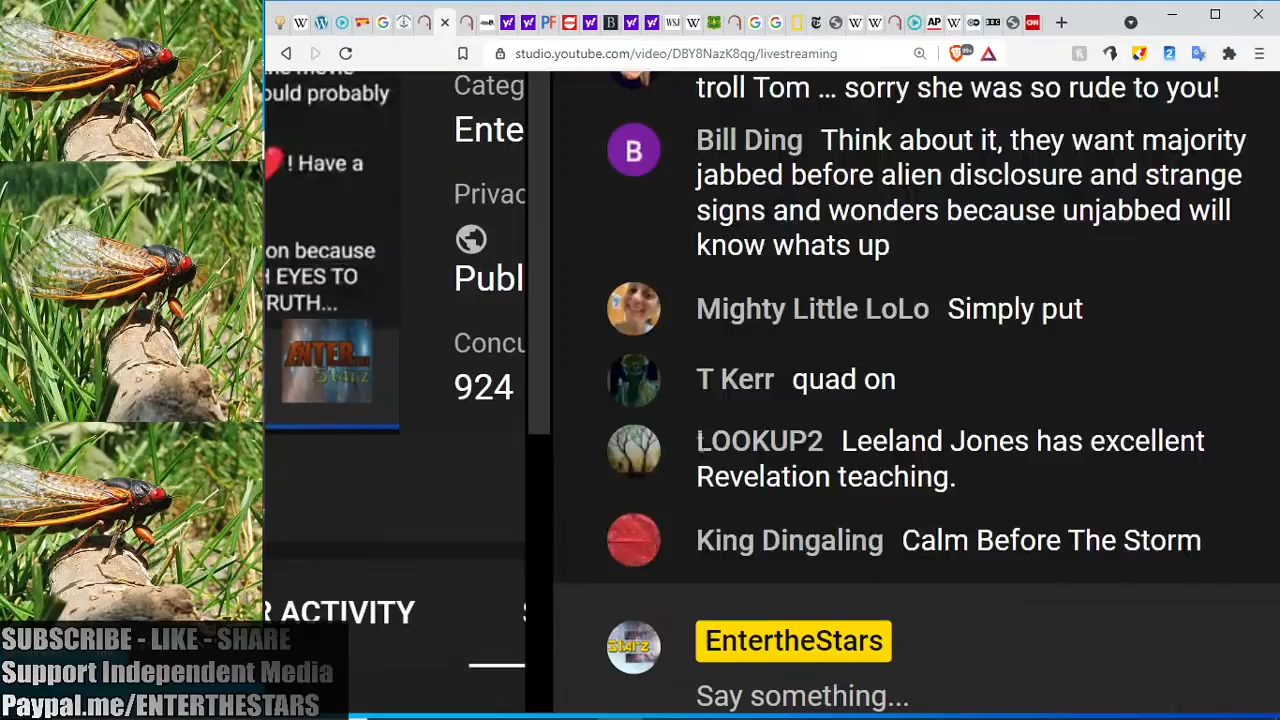 studio.youtube.com/video/DBY8NazK8qg/livestreaming
ould probably
! Have a
on because
H EYES TO
RUTH...
ENTER
Starz
Categ
Ente
Privac
Publ
Concu
924
R ACTIVITY
troll Tom ... sorry she was so rude to you!
B
Bill Ding Think about it, they want majority
jabbed before alien disclosure and strange
signs and wonders because unjabbed will
know whats up
Mighty Little LoLo Simply put
T Kerr quad on
LOOKUP2 Leeland Jones has excellent
Revelation teaching.
King Dingaling Calm Before The Storm
EntertheStars
Say something...
SUBSCRIBE - LIKE - SHARE
Support Independent Media
Paypal.me/ENTERTHESTARS